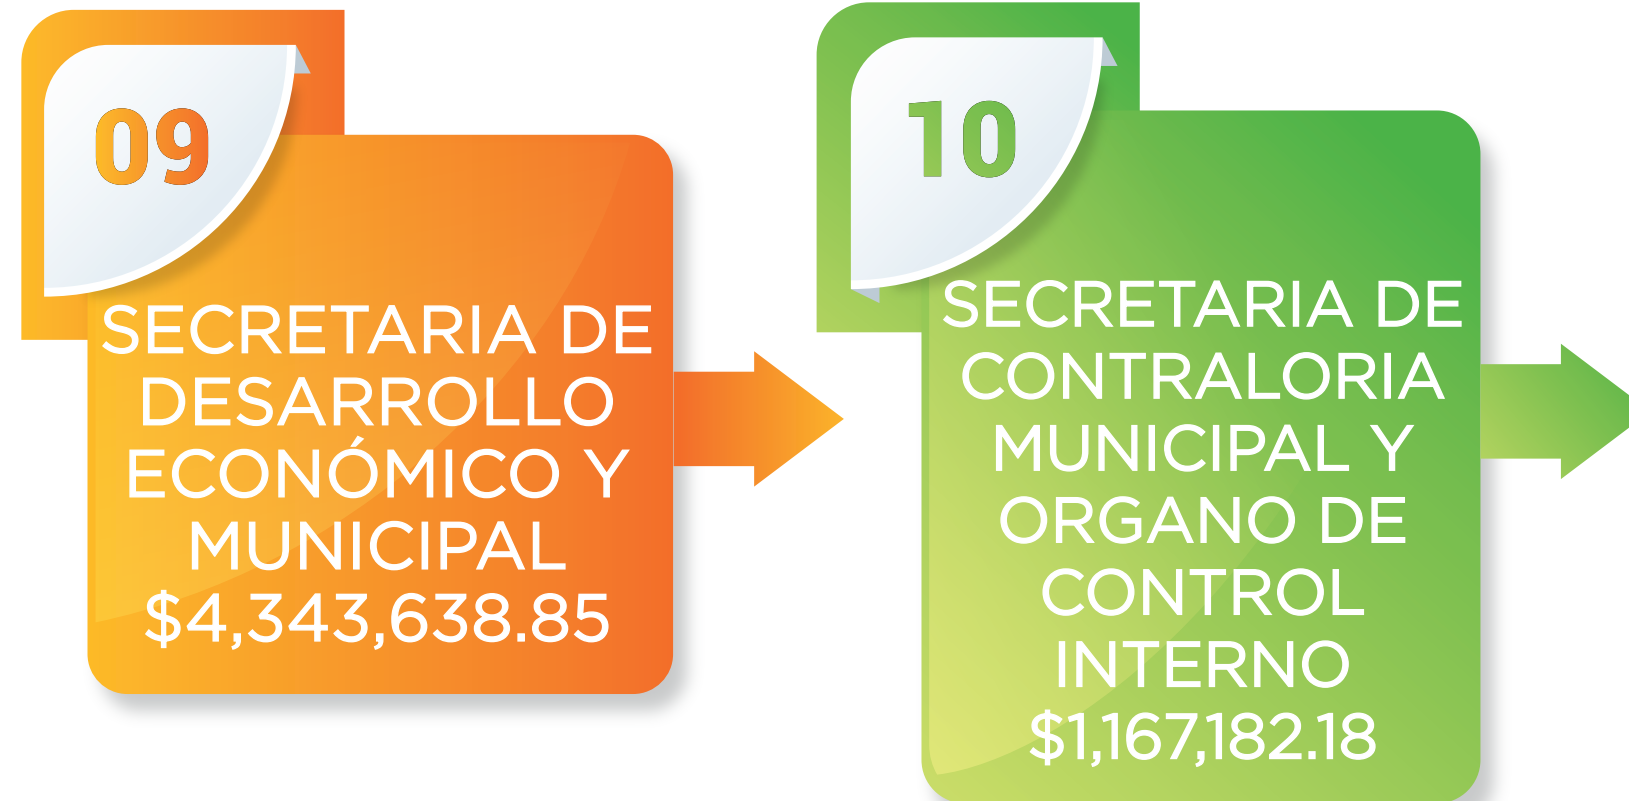 09
SECRETARIA DE
DESARROLLO
ECONÓMICO Y
MUNICIPAL
$4,343,638.85
10
SECRETARIA DE
CONTRALORIA
MUNICIPAL Y
ORGANO DE
CONTROL
INTERNO
$1,167,182.18